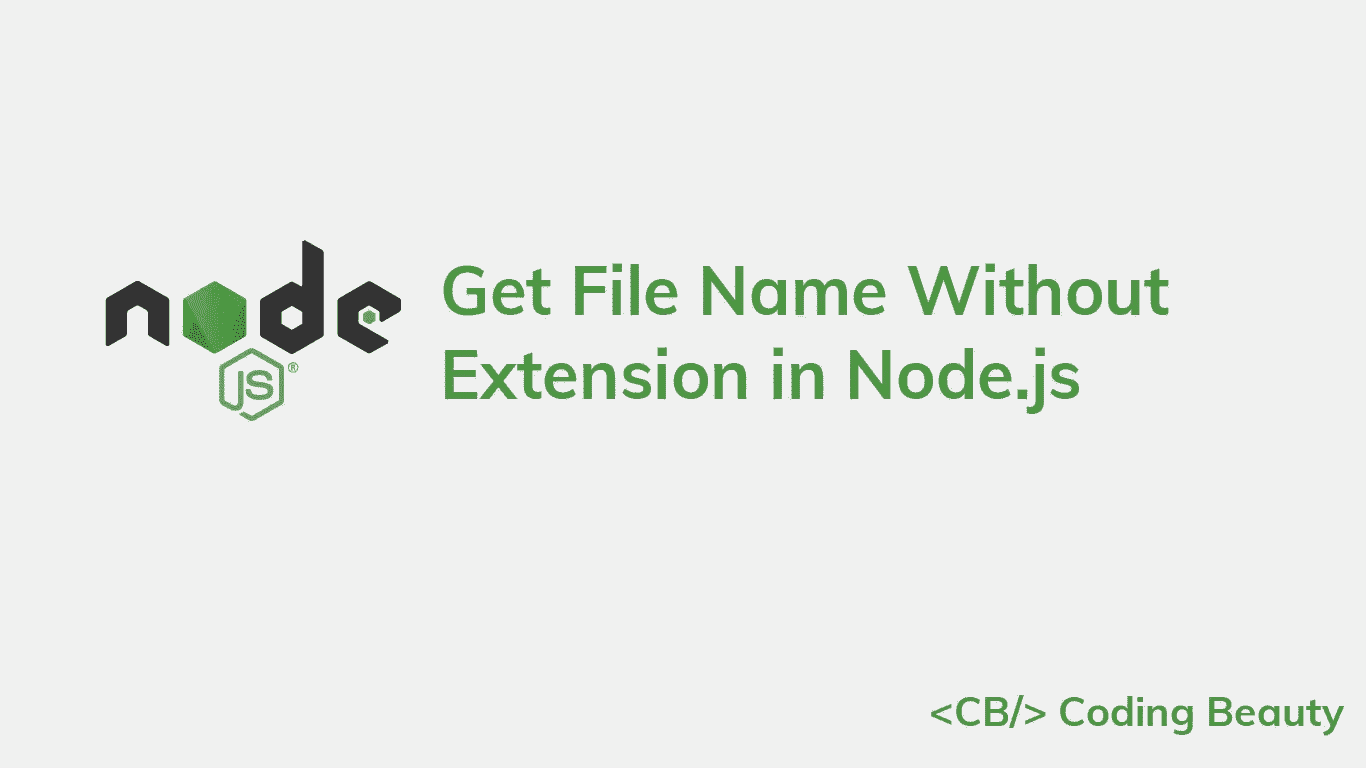 node
JS®
Get File Name Without
Extension in Node.js
<CB/> Coding Beauty